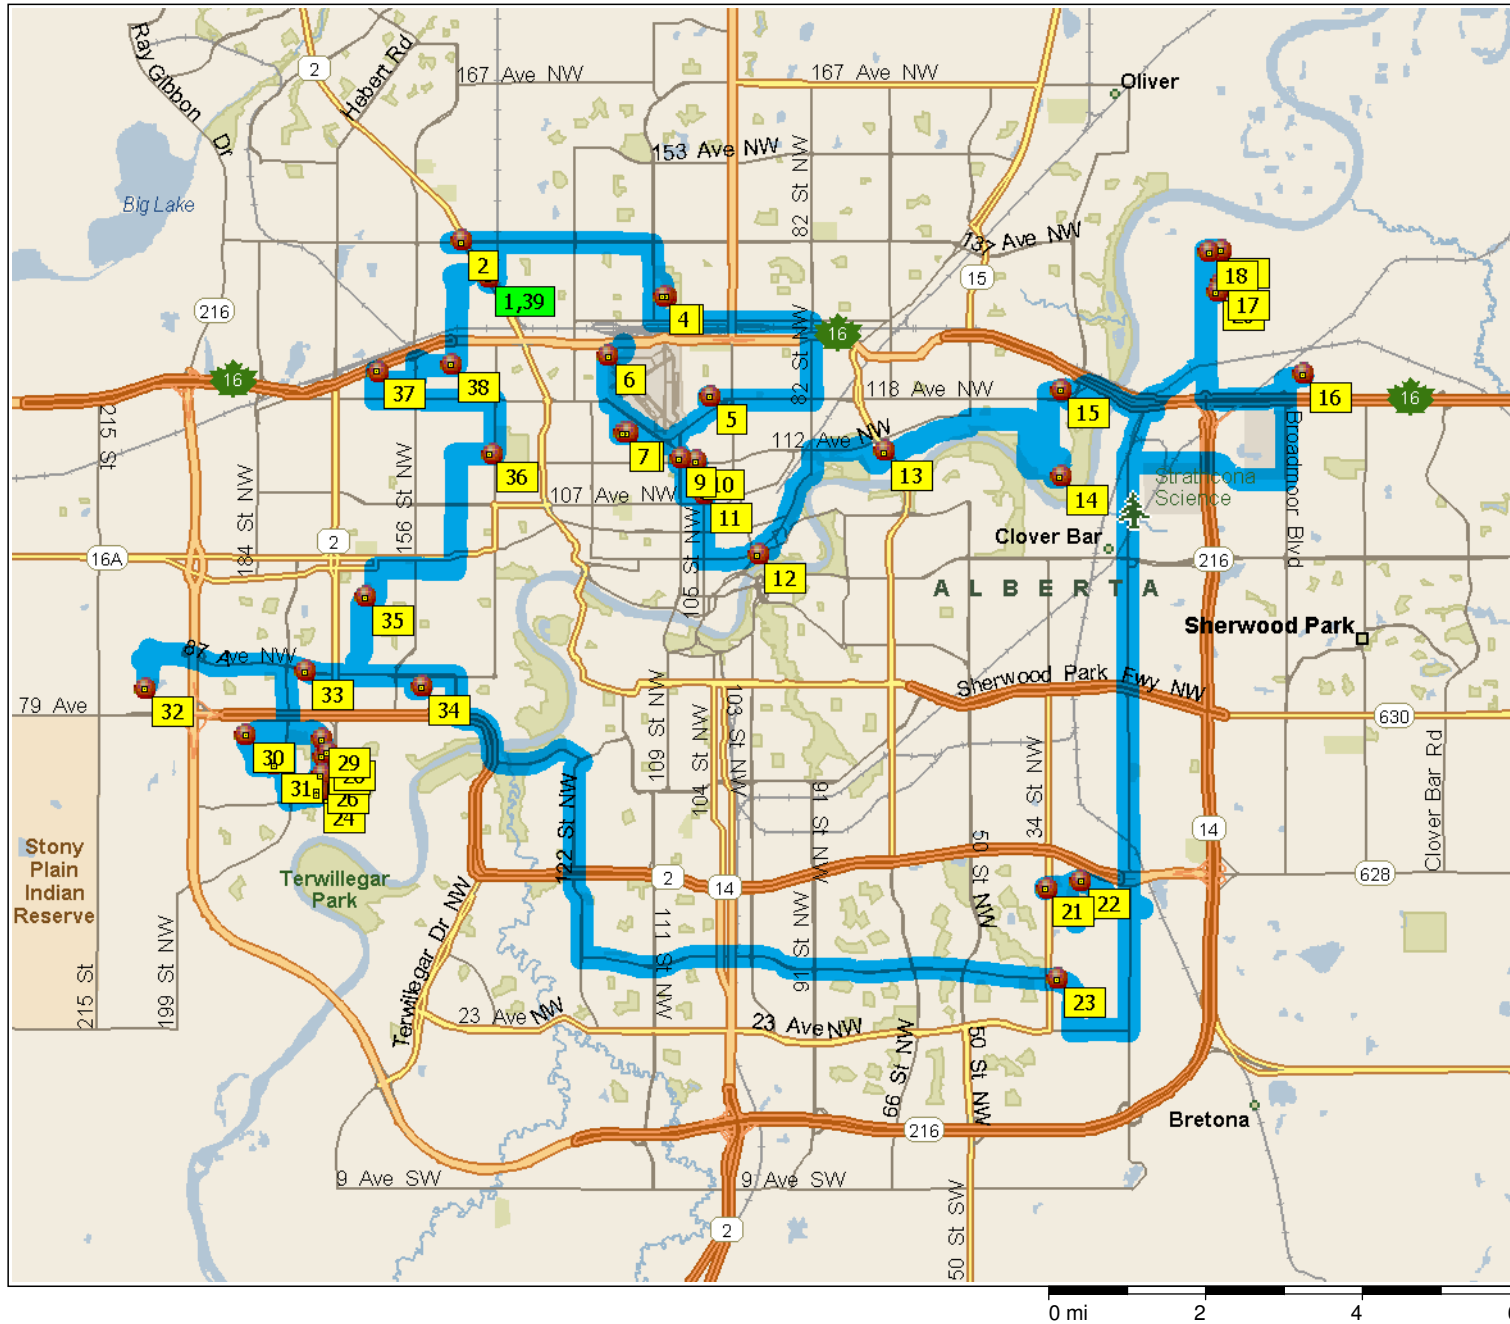 Ray Gibbon Dr
2
Hebert Rd
167 Ave NW
167 Ave NW
Oliver
153 Ave NW
82 St NW
Big Lake
137 Ave NW
2
1,39
15
18
17
216
4
16
82 St NW
16
37
38
6
5
118 Ave NW
15
16
16
215 St
156 St NW
7
112 Ave NW
Broadmoor Blvd
184 St NW
36
9
10
13
14
Strathcona
Science
107 Ave NW
11
2
16A
105 St NW
12
Clover Bar
216
ALBERTA
35
Sherwood Park
87 A
Ave NW
33
34
Sherwood Park Fwy NW
79 Ave
32
109 St NW
104 St NW
103 St NW
630
30
29
31
26
24
122 St NW
91 St NW
34 St NW
50 St NW
14
Clover Bar Rd
Stony
Plain
Indian
Reserve
Terwillegar
Park
2
14
628
21
22
Terwillegar Dr NW
111 St NW
91 St NW
215 St
199 St NW
23
23 Ave NW
23 Ave NW
66 St NW
50 St NW
216
Bretona
9 Ave SW
9 Ave SW
2
50 St SW
0 mi
2
4